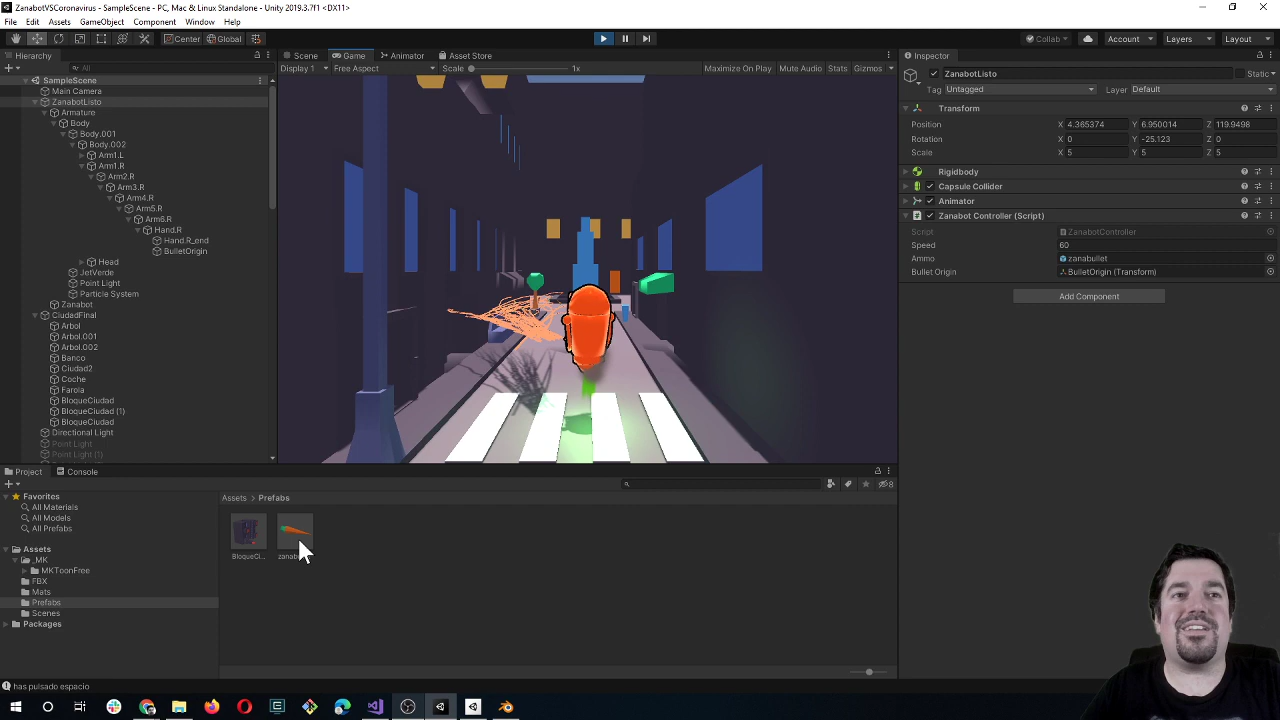 ZanabotVSCoronavirus - SampleScene - PC, Mac & Linux Standalone - Unity 2019.3.7f1 <DX11>
File Edit Assets GameObject Component Window Help
Center Global Collab Account Layers Layout
Hierarchy
All
SampleScene
Main Camera
ZanabotListo
Armature
Body
Body.001
Body.002
Arm1.L
Arm1.R
Arm2.R
Arm3.R
Arm4.R
Arm5.R
Arm6.R
Hand.R
Hand.R_end
BulletOrigin
Head
JetVerde
Point Light
Particle System
Zanabot
CiudadFinal
Arbol
Arbol.001
Arbol.002
Banco
Ciudad2
Coche
Farola
BloqueCiudad
BloqueCiudad (1)
BloqueCiudad
Directional Light
Point Light
Point Light (1)
Scene Game Animator Asset Store
Display 1 Free Aspect Scale 1x Maximize On Play Mute Audio Stats Gizmos
Inspector
ZanabotListo Static
Tag Untagged Layer Default
Transform
Position X 4.365374 Y 6.950014 Z 119.9498
Rotation X 0 Y -25.123 Z 0
Scale X 5 Y 5 Z 5
Rigidbody
Capsule Collider
Animator
Zanabot Controller (Script)
Script ZanabotController
Speed 60
Ammo zanabullet
Bullet Origin BulletOrigin (Transform)
Add Component
Project Console
8
Favorites
All Materials
All Models
All Prefabs
Assets
_MK
MKToonFree
FBX
Mats
Prefabs
Scenes
Packages
Assets > Prefabs
BloqueCi...
has pulsado espacio